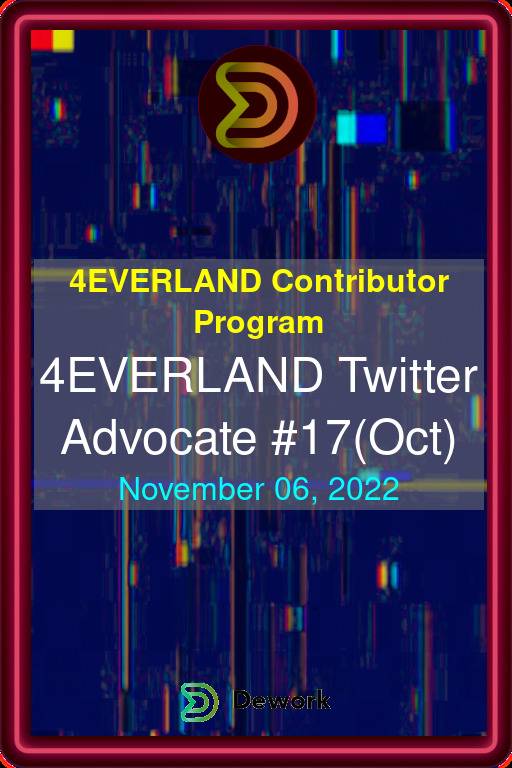 4EVERLAND Contributor
Program
4EVERLAND Twitter
Advocate #17(Oct)
November 06, 2022
Dework